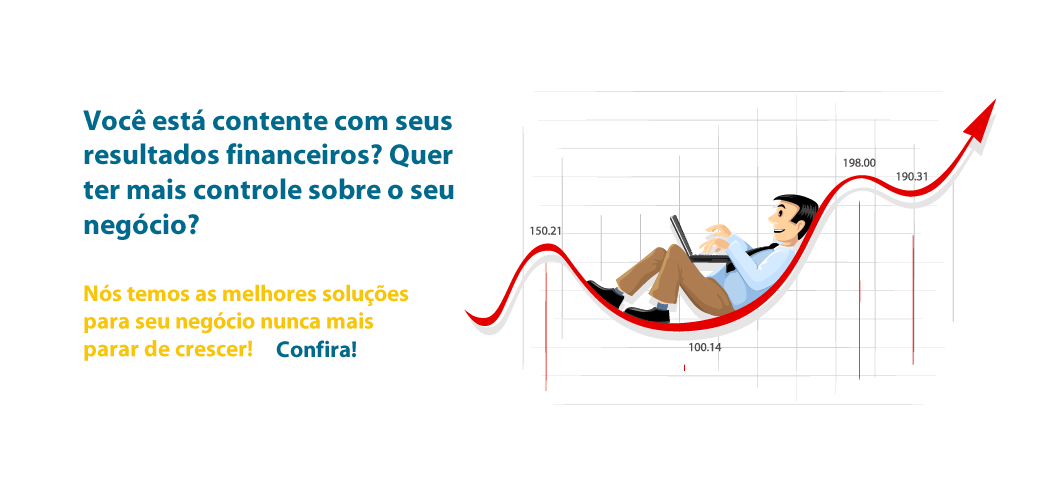 Você está contente com seus
resultados financeiros? Quer
ter mais controle sobre o seu
negócio?
Nós temos as melhores soluções
para seu negócio nunca mais
parar de crescer! Confira!
150.21
100.14
198.00
190.31